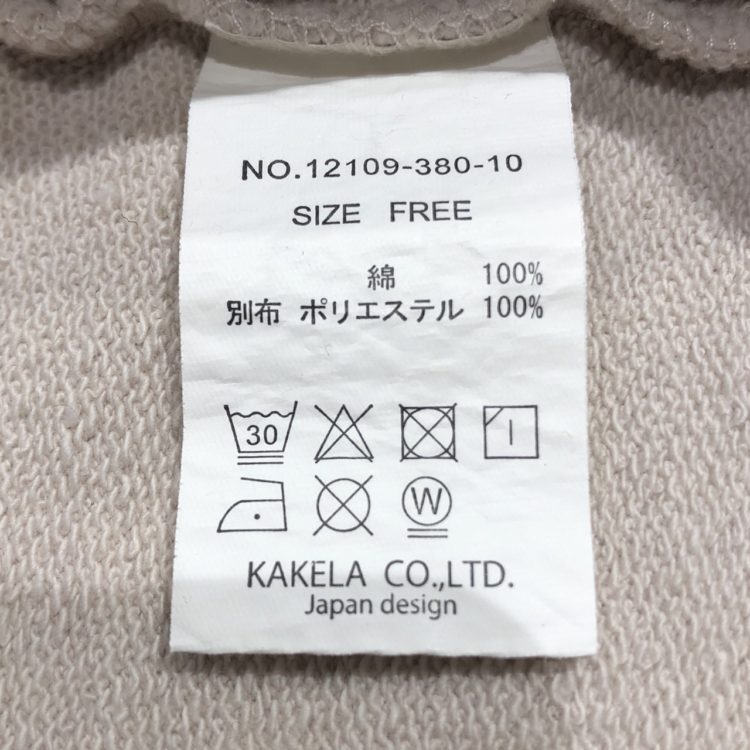 NO.12109-380-10
SIZE FREE
綿 100%
別布 ポリエステル 100%
30
W
KAKELA CO.,LTD.
Japan design